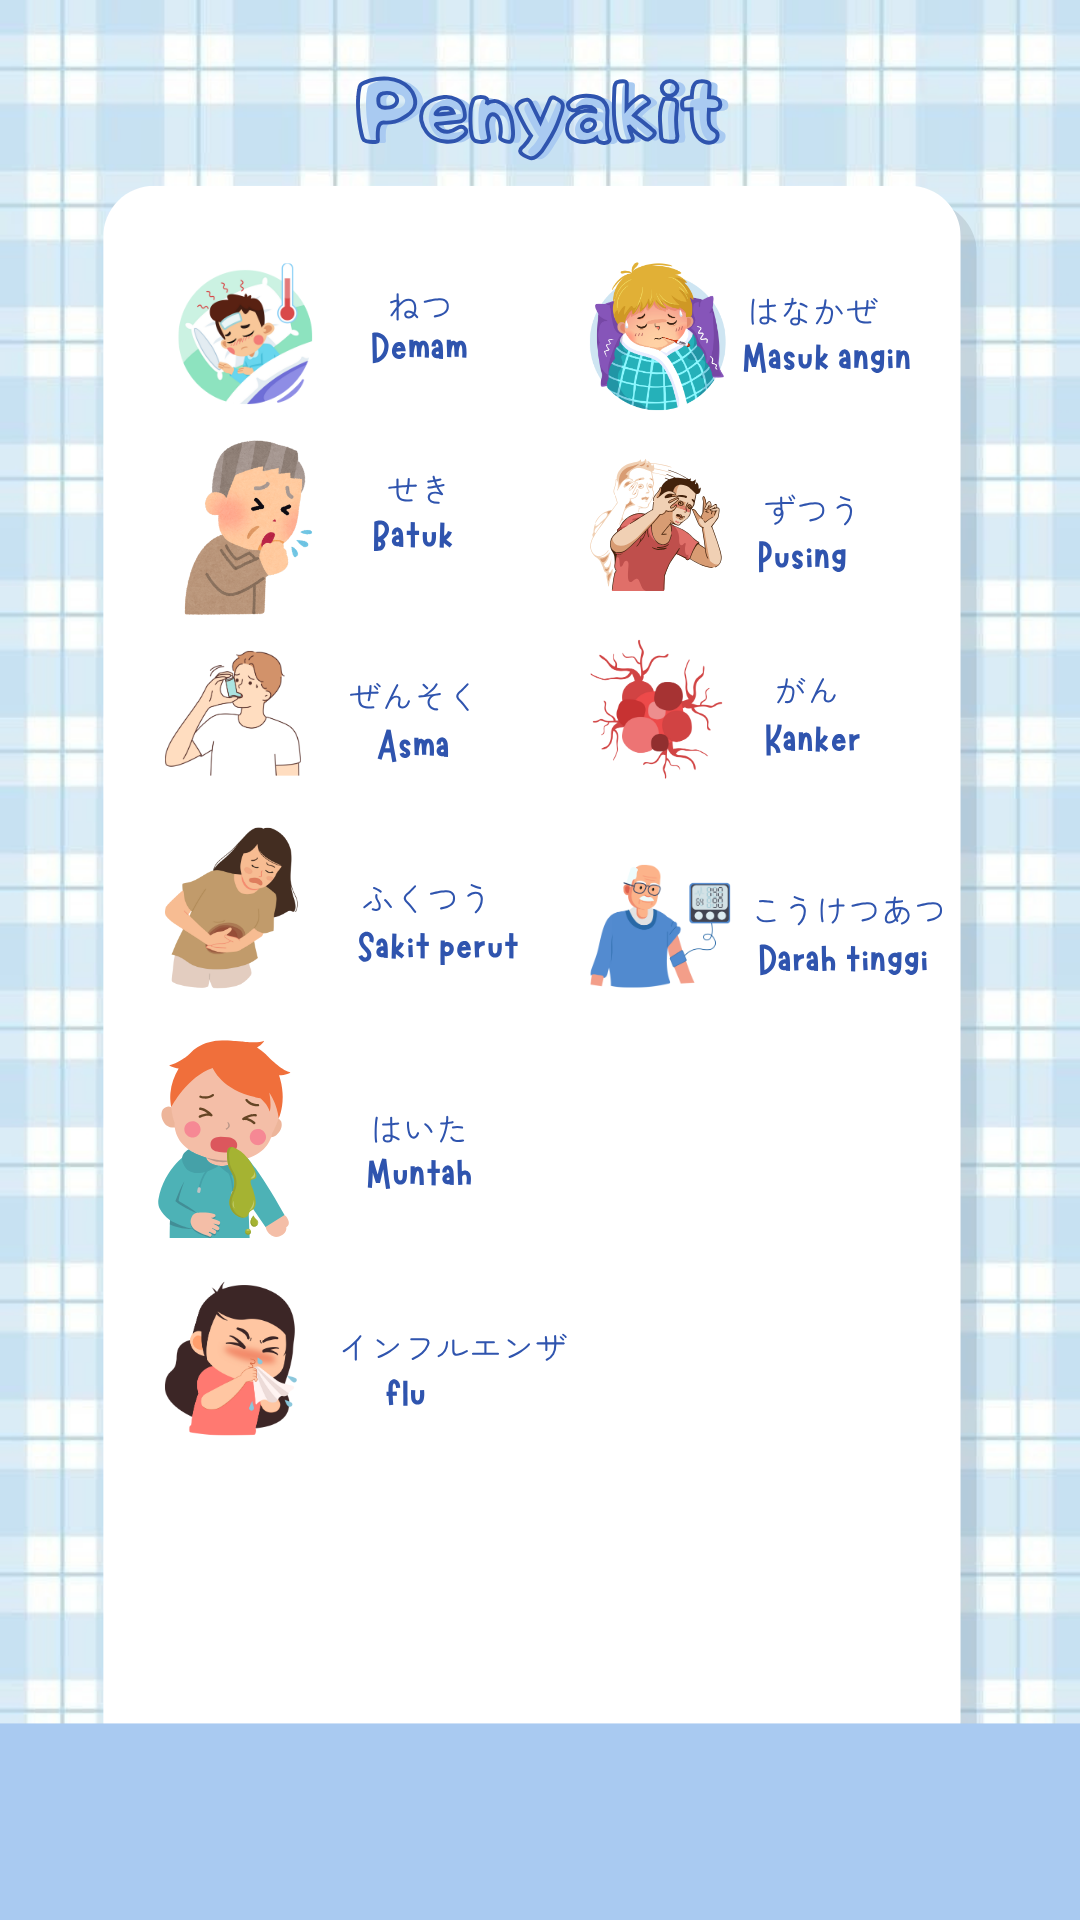 Penyakit
ねつ
Demam
はなかぜ
Masuk angin
せき
Batuk
ずつう
Pusing
ぜんそく
Asma
がん
Kanker
ふくつう
Sakit perut
こうけつあつ
Darah tinggi
はいた
Muntah
インフルエンザ
flu